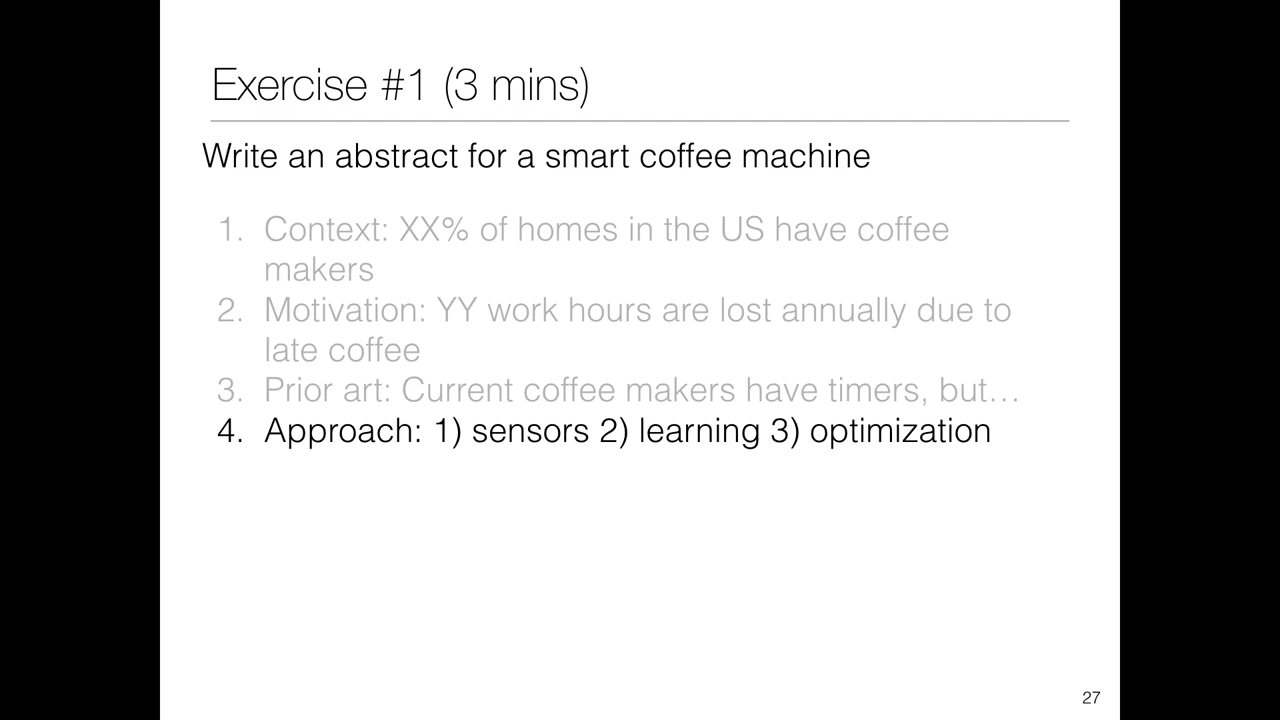 Exercise #1 (3 mins)
Write an abstract for a smart coffee machine
1. Context: XX% of homes in the US have coffee
makers
2. Motivation: YY work hours are lost annually due to
late coffee
3. Prior art: Current coffee makers have timers, but…
4. Approach: 1) sensors 2) learning 3) optimization
27